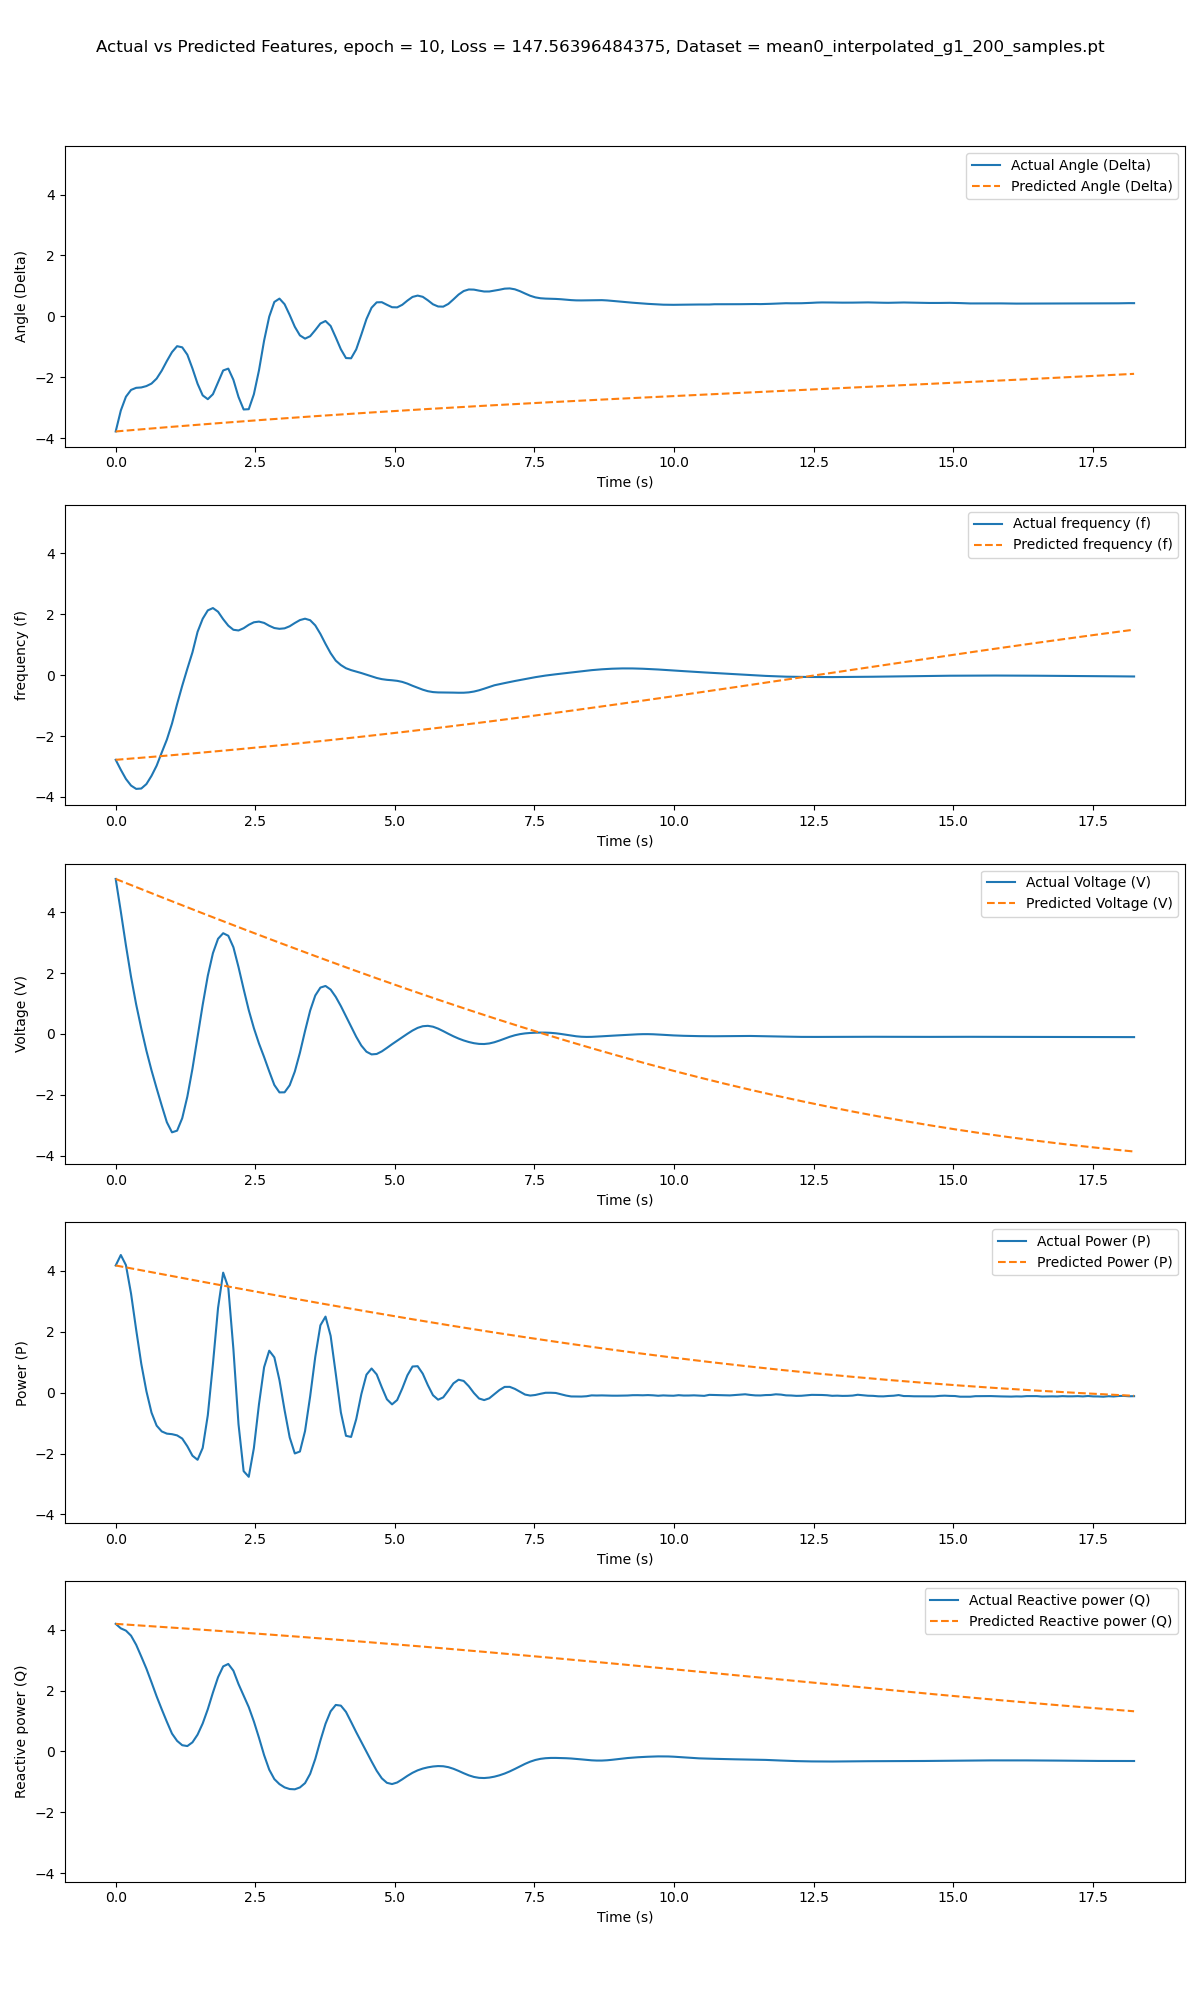 Actual vs Predicted Features, epoch = 10, Loss = 147.56396484375, Dataset = mean0_interpolated_g1_200_samples.pt
Actual Angle (Delta)
Predicted Angle (Delta)
Angle (Delta)
4
2
0
−2
−4
0.0 2.5 5.0 7.5 10.0 12.5 15.0 17.5
Time (s)
Actual frequency (f)
Predicted frequency (f)
frequency (f)
4
2
0
−2
−4
0.0 2.5 5.0 7.5 10.0 12.5 15.0 17.5
Time (s)
Actual Voltage (V)
Predicted Voltage (V)
Voltage (V)
4
2
0
−2
−4
0.0 2.5 5.0 7.5 10.0 12.5 15.0 17.5
Time (s)
Actual Power (P)
Predicted Power (P)
Power (P)
4
2
0
−2
−4
0.0 2.5 5.0 7.5 10.0 12.5 15.0 17.5
Time (s)
Actual Reactive power (Q)
Predicted Reactive power (Q)
Reactive power (Q)
4
2
0
−2
−4
0.0 2.5 5.0 7.5 10.0 12.5 15.0 17.5
Time (s)